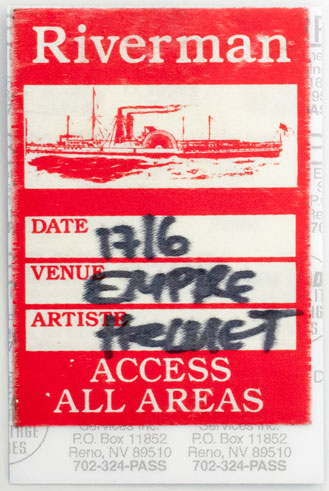 Riverman
DATE 17/6
VENUE EMPIRE
ARTISTE HELMET
ACCESS
ALL AREAS
Services Inc. Services Inc.
P.O. Box 11852 P.O. Box 11852
Reno, NV 89510 Reno, NV 89510
702-324-PASS 702-324-PASS